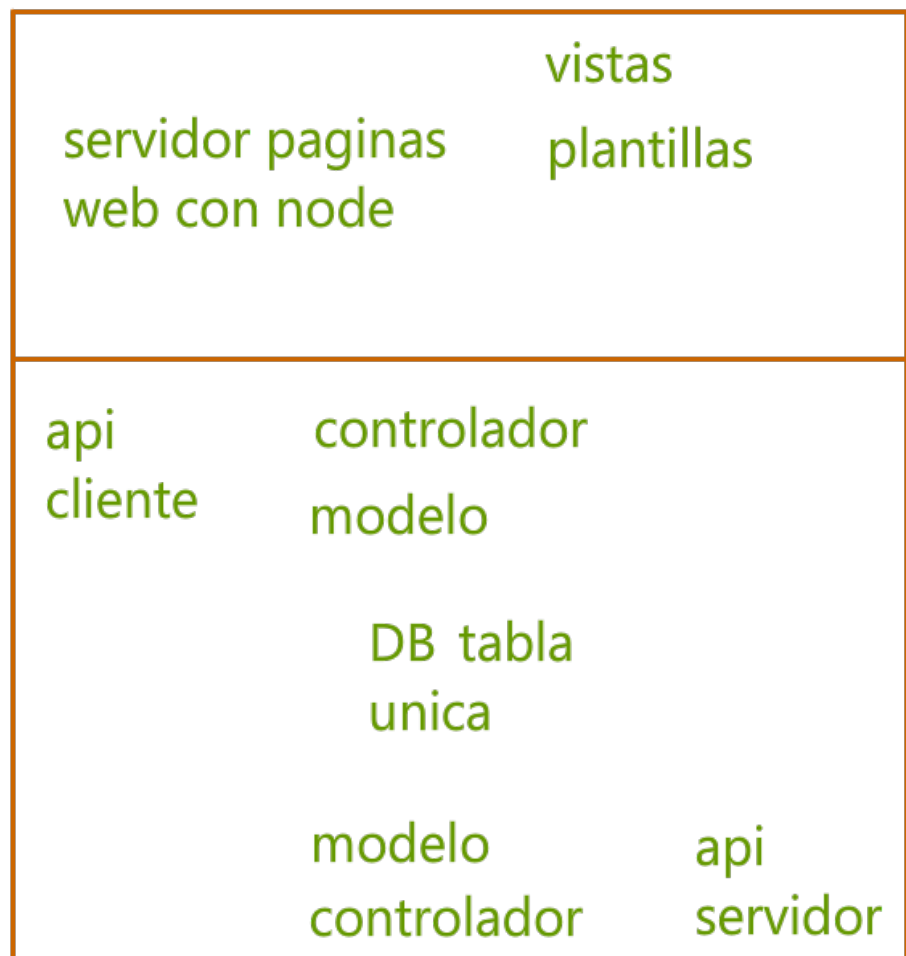 vistas
servidor paginas
plantillas
web con node
api
cliente
controlador
modelo
DB tabla
unica
modelo
controlador
api
servidor